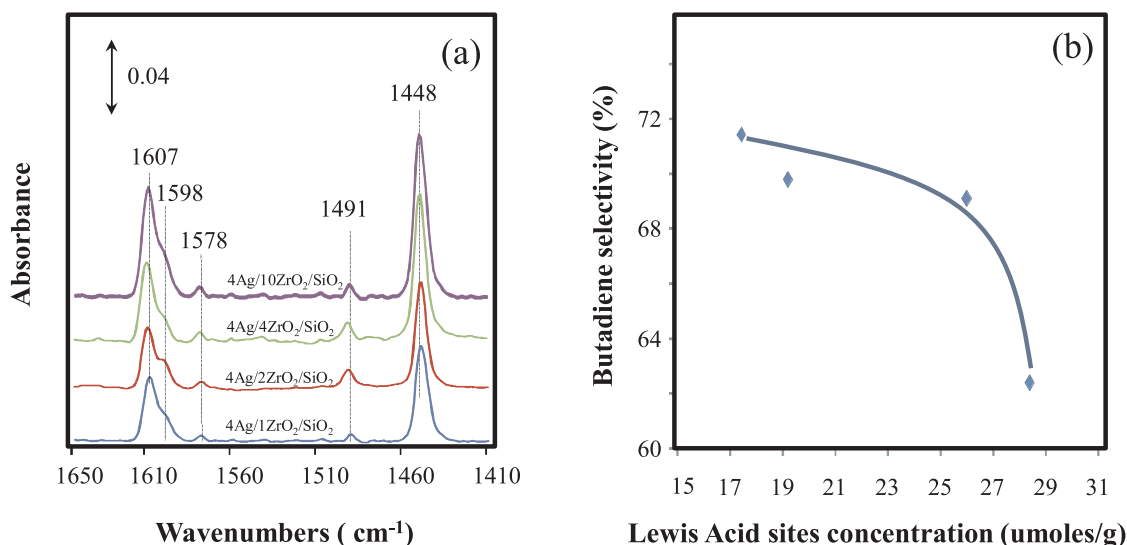 (a)
0.04
1448
1607
1598
1491
1578
4Ag/10ZrO₂/SiO₂
4Ag/4ZrO₂/SiO₂
4Ag/2ZrO₂/SiO₂
4Ag/1ZrO₂/SiO₂
Absorbance
1650 1610 1560 1510 1460 1410
Wavenumbers ( cm⁻¹)
(b)
72
68
64
60
Butadiene selectivity (%)
15 17 19 21 23 25 27 29 31
Lewis Acid sites concentration (umoles/g)